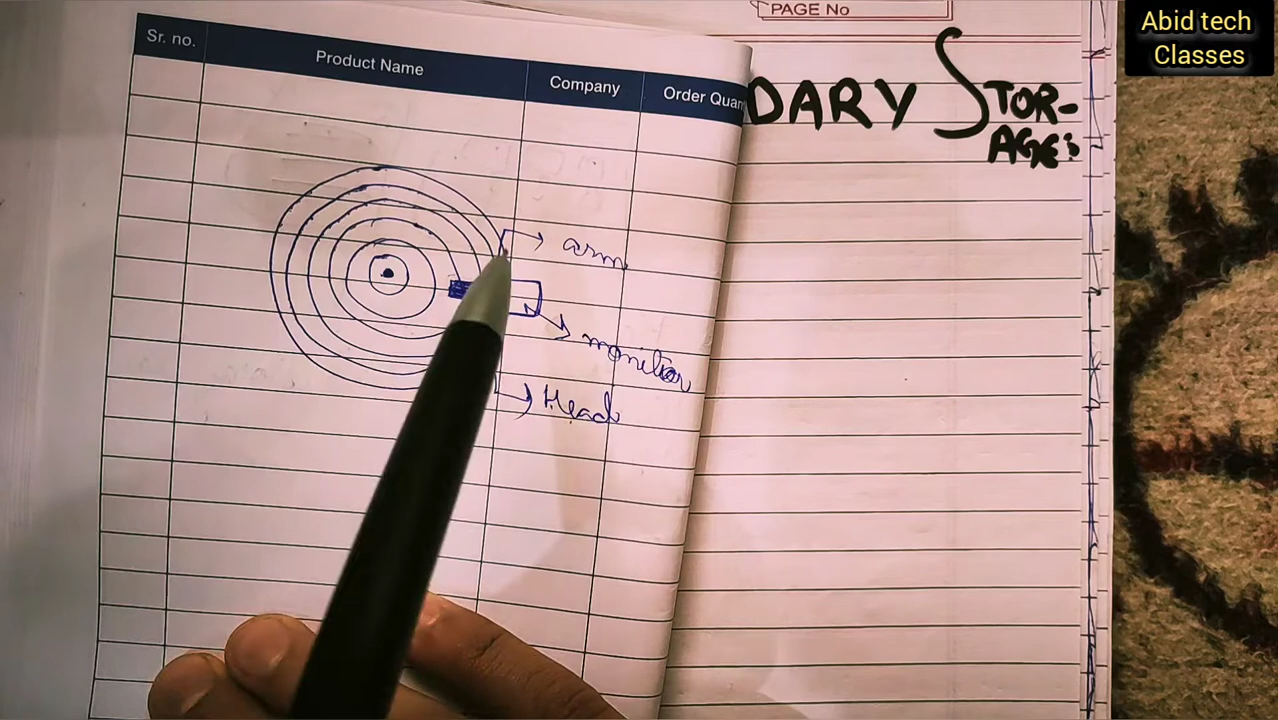 PAGE No
Abid tech
Classes
Sr. no.
Product Name
Company
Order Quan
DARY STOR-
AGE:
arm
monitor
Head